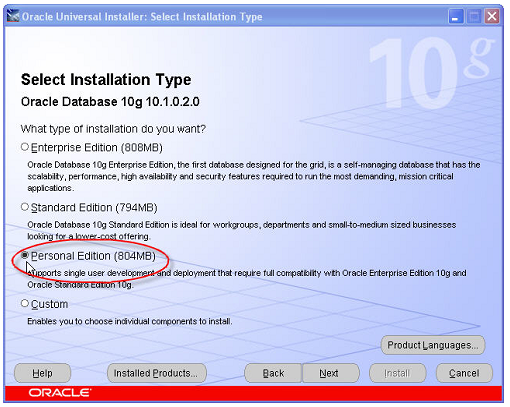 Oracle Universal Installer: Select Installation Type
10g
Select Installation Type
Oracle Database 10g 10.1.0.2.0
What type of installation do you want?
Enterprise Edition (808MB)
Oracle Database 10g Enterprise Edition, the first database designed for the grid, is a self-managing database that has the
scalability, performance, high availability and security features required to run the most demanding, mission critical
applications.
Standard Edition (794MB)
Oracle Database 10g Standard Edition is ideal for workgroups, departments and small-to-medium sized businesses
looking for a lower-cost offering.
Personal Edition (804MB)
Supports single user development and deployment that require full compatibility with Oracle Enterprise Edition 10g and
Oracle Standard Edition 10g.
Custom
Enables you to choose individual components to install.
Product Languages...
Help
Installed Products...
Back
Next
Install
Cancel
ORACLE